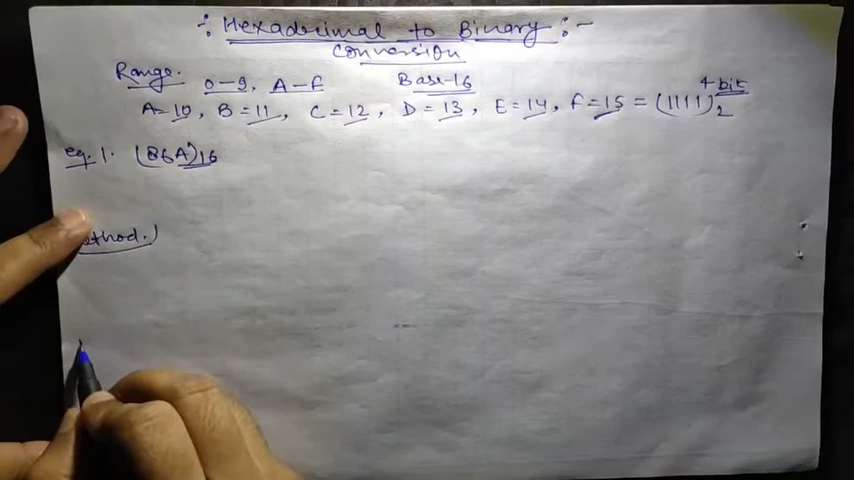 :- Hexadecimal to Binary :-
Conversion
Range. 0-9, A-F Base-16
A=10, B=11, C=12, D=13, E=14, F=15 = (1111)2 4 bit
eg. 1. (86A)16
ethod.)